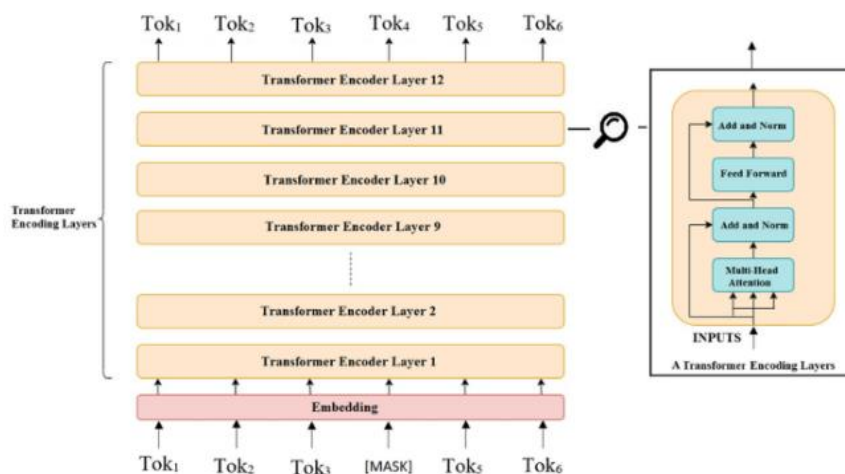 Tok1 Tok2 Tok3 Tok4 Tok5 Tok6
Transformer Encoder Layer 12
Transformer Encoder Layer 11
Transformer Encoder Layer 10
Transformer Encoder Layer 9
Transformer
Encoding Layers
Transformer Encoder Layer 2
Transformer Encoder Layer 1
Embedding
Tok1 Tok2 Tok3 [MASK] Tok5 Tok6
Add and Norm
Feed Forward
Add and Norm
Multi-Head
Attention
INPUTS
A Transformer Encoding Layers